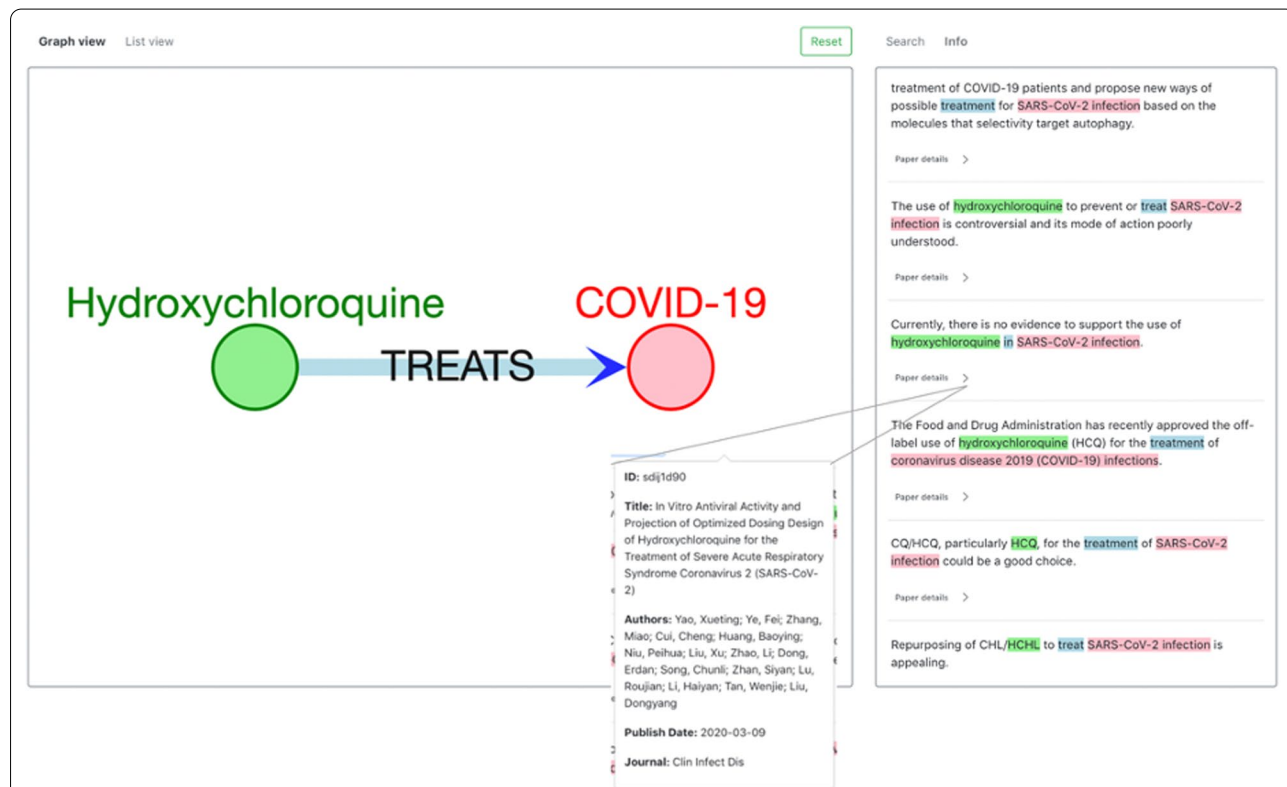 Graph view List view Reset
Hydroxychloroquine COVID-19
TREATS
ID: sdij1d90
Title: In Vitro Antiviral Activity and
Projection of Optimized Dosing Design
of Hydroxychloroquine for the
Treatment of Severe Acute Respiratory
Syndrome Coronavirus 2 (SARS-CoV-
2)
Authors: Yao, Xueting; Ye, Fei; Zhang,
Miao; Cui, Cheng; Huang, Baoying;
Niu, Peihua; Liu, Xu; Zhao, Li; Dong,
Erdan; Song, Chunli; Zhan, Siyan; Lu,
Roujian; Li, Haiyan; Tan, Wenjie; Liu,
Dongyang
Publish Date: 2020-03-09
Journal: Clin Infect Dis
Search Info
treatment of COVID-19 patients and propose new ways of
possible treatment for SARS-CoV-2 infection based on the
molecules that selectivity target autophagy.
Paper details
The use of hydroxychloroquine to prevent or treat SARS-CoV-2
infection is controversial and its mode of action poorly
understood.
Paper details
Currently, there is no evidence to support the use of
hydroxychloroquine in SARS-CoV-2 infection.
Paper details
The Food and Drug Administration has recently approved the off-
label use of hydroxychloroquine (HCQ) for the treatment of
coronavirus disease 2019 (COVID-19) infections.
Paper details
CQ/HCQ, particularly HCQ, for the treatment of SARS-CoV-2
infection could be a good choice.
Paper details
Repurposing of CHL/HCHL to treat SARS-CoV-2 infection is
appealing.